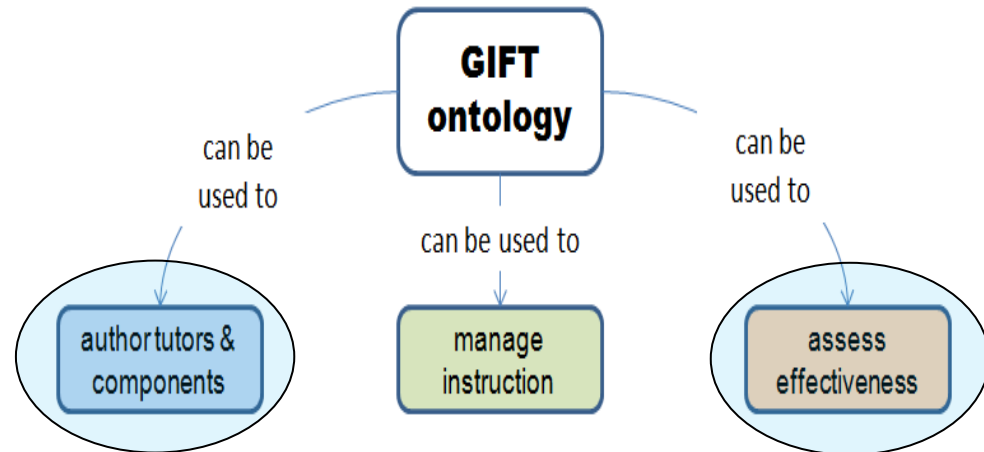 GIFT
ontology
can be
used to
can be used to
can be
used to
author tutors &
components
manage
instruction
assess
effectiveness